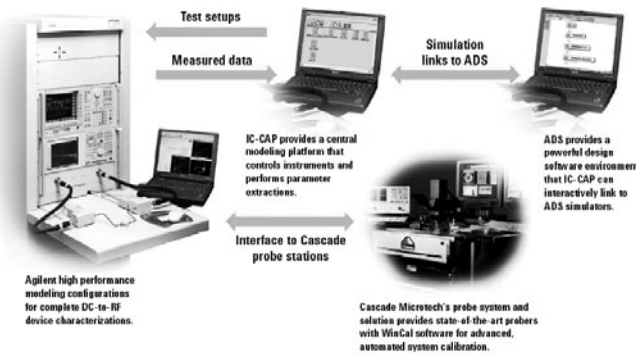 Test setups
Measured data
Simulation
links to ADS
IC-CAP provides a central
modeling platform that
controls instruments and
performs parameter
extractions.
ADS provides a
powerful design
software environment
that IC-CAP can
interactively link to
ADS simulators.
Interface to Cascade
probe stations
Agilent high performance
modeling configurations
for complete DC-to-RF
device characterizations.
Cascade Microtech's probe system and
solution provides state-of-the-art probers
with WinCal software for advanced,
automated system calibration.